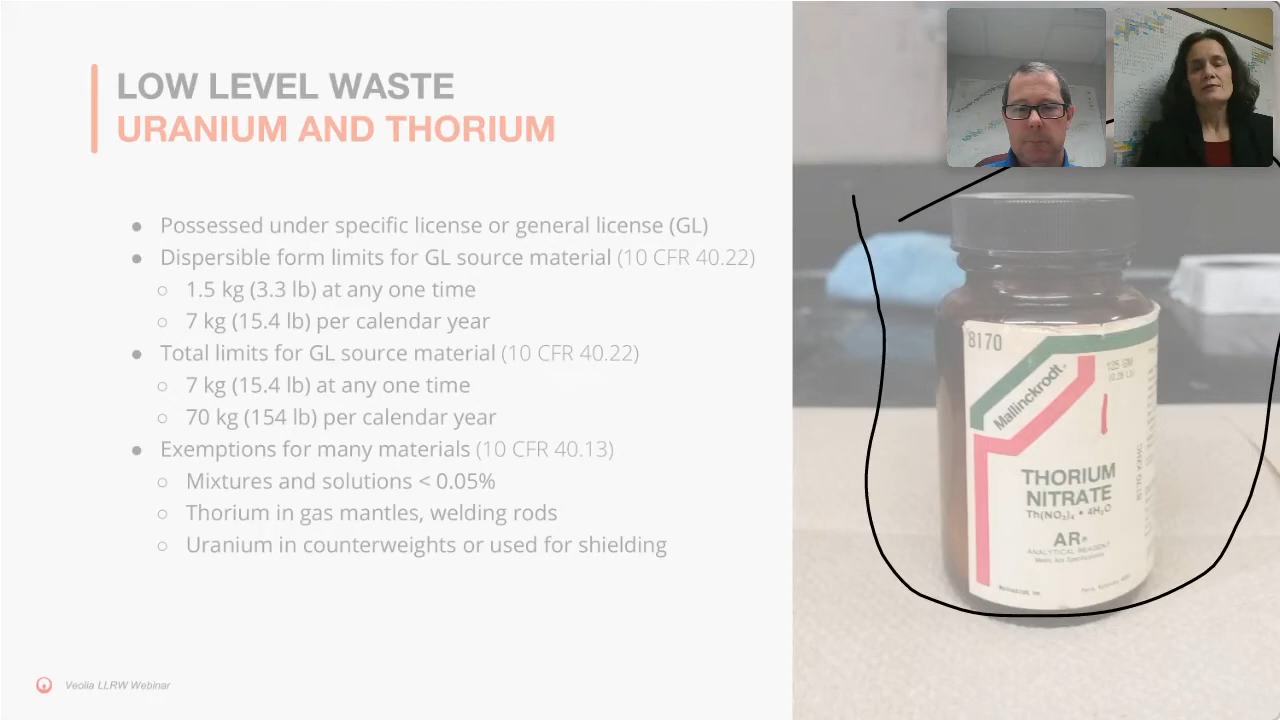 LOW LEVEL WASTE
URANIUM AND THORIUM
● Possessed under specific license or general license (GL)
● Dispersible form limits for GL source material (10 CFR 40.22)
○ 1.5 kg (3.3 lb) at any one time
○ 7 kg (15.4 lb) per calendar year
● Total limits for GL source material (10 CFR 40.22)
○ 7 kg (15.4 lb) at any one time
○ 70 kg (154 lb) per calendar year
● Exemptions for many materials (10 CFR 40.13)
○ Mixtures and solutions < 0.05%
○ Thorium in gas mantles, welding rods
○ Uranium in counterweights or used for shielding
Veolia LLRW Webinar
8170
Mallinckrodt
THORIUM
NITRATE
Th(NO3)4 • 4H2O
AR®
ANALYTICAL REAGENT